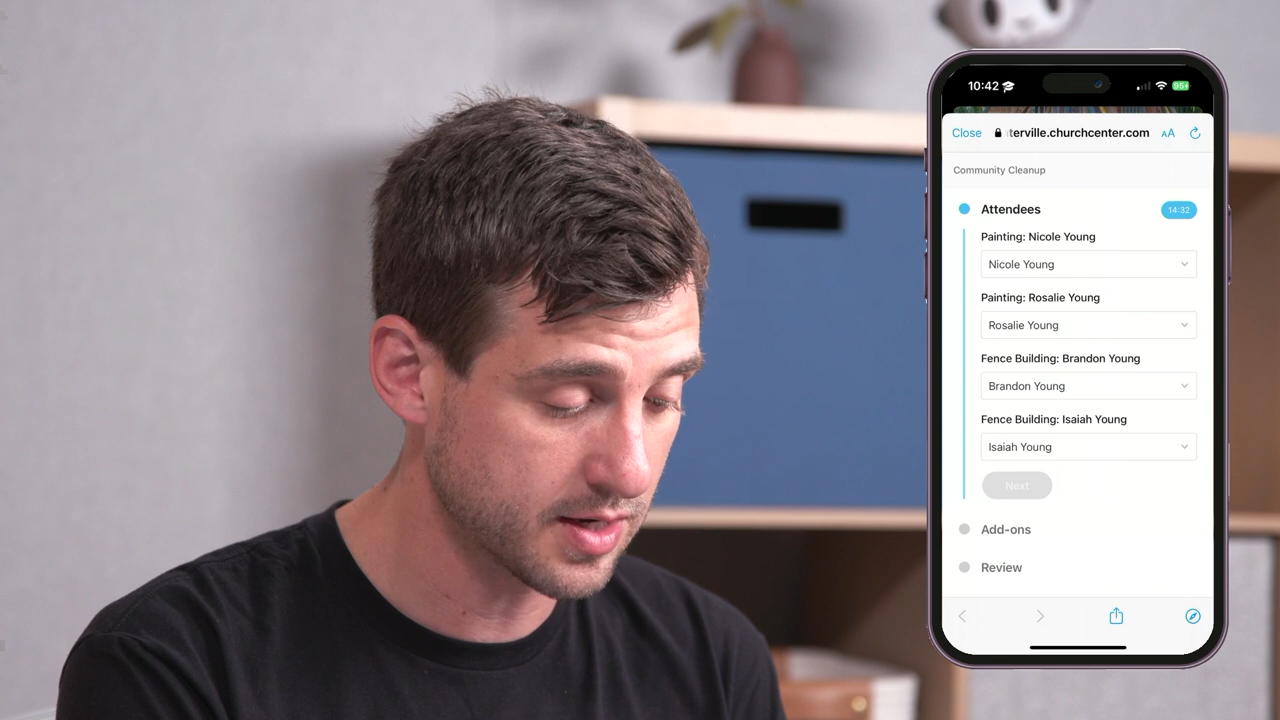 10:42
95+
Close
terville.churchcenter.com
AA
Community Cleanup
Attendees
14:32
Painting: Nicole Young
Nicole Young
Painting: Rosalie Young
Rosalie Young
Fence Building: Brandon Young
Brandon Young
Fence Building: Isaiah Young
Isaiah Young
Next
Add-ons
Review